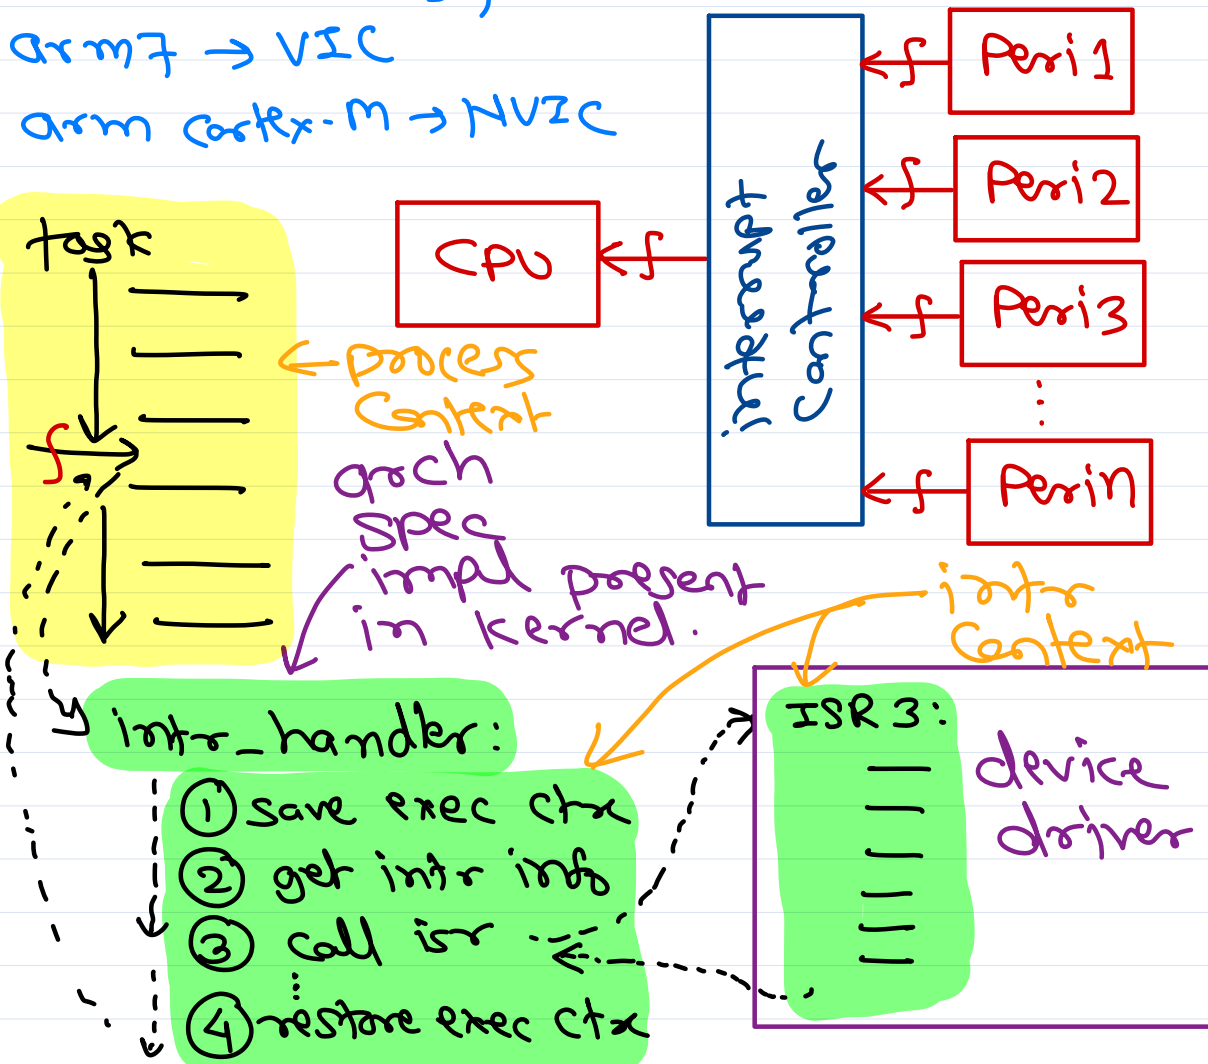 arm7 → VIC
arm cortex-M → NVIC
task
CPU
interrupt
Controller
Peri1
Peri2
Peri3
⋮
Perin
process
Context
arch
spec
impl present
in kernel.
intr
Context
intr_handler:
① save exec ctx
② get intr info
③ call isr
⋮
④ restore exec ctx
ISR 3:
device
driver